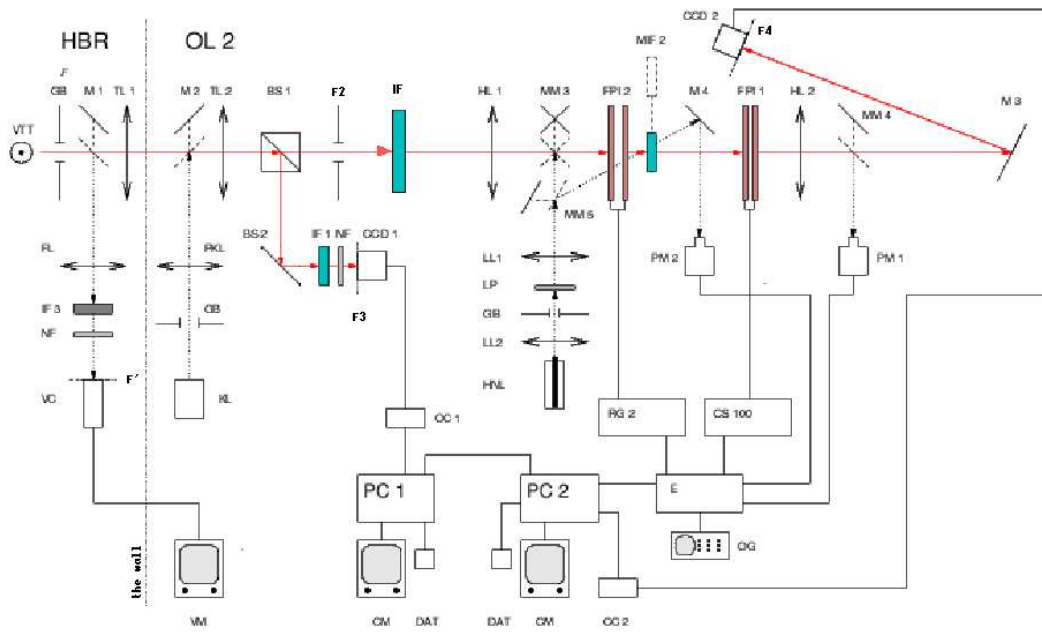 HBR
OL 2
CCD 2
F4
MIF 2
F
GB
M 1
TL 1
M 2
TL 2
BS 1
F2
IF
HL 1
MM 3
FPI 2
M 4
FPI 1
HL 2
MM 4
M 3
VTT
MM 5
BS 2
IF 1
NF
CCD 1
RL
RKL
LL1
PM 2
PM 1
F3
LP
IF 3
GB
GB
NF
LL2
F'
VC
KL
HNL
CC 1
RG 2
CS 100
PC 1
PC 2
E
OG
the wall
VM
CM
DAT
DAT
CM
CC 2